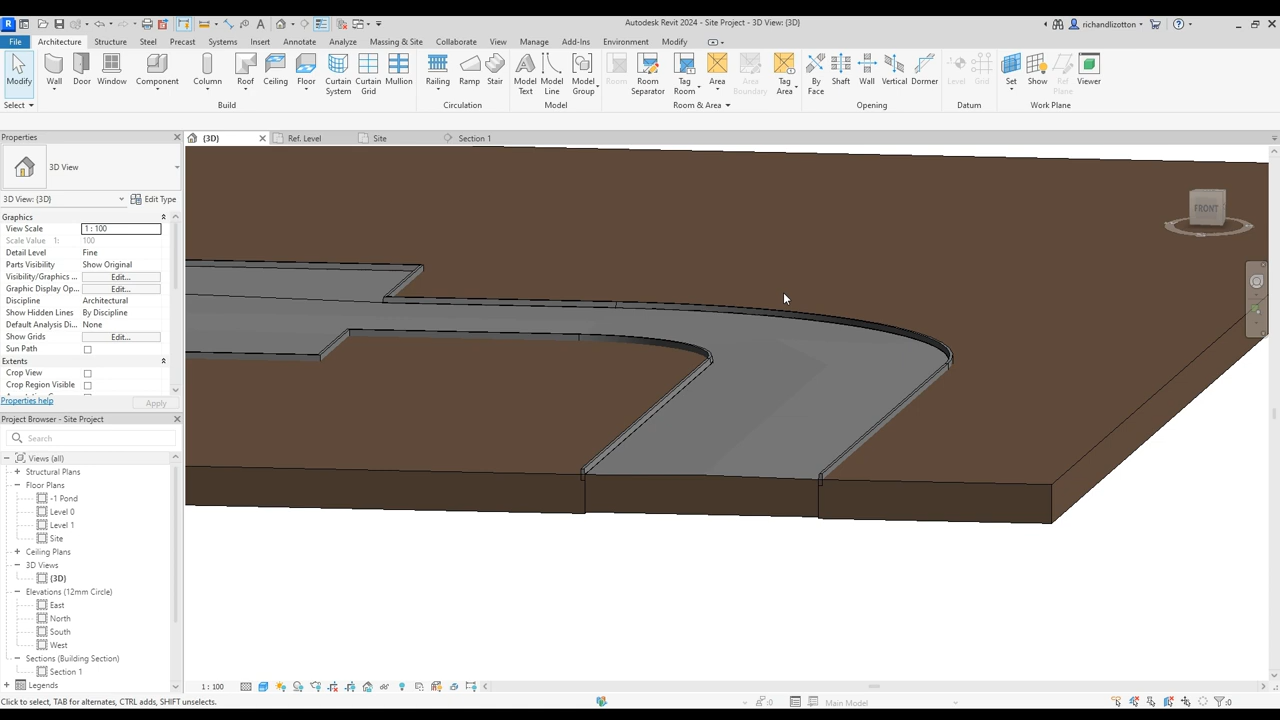 Autodesk Revit 2024 - Site Project - 3D View: {3D}
richandlizotton
File Architecture Structure Steel Precast Systems Insert Annotate Analyze Massing & Site Collaborate View Manage Add-Ins Environment Modify
Modify Wall Door Window Component Column Roof Ceiling Floor Curtain System Curtain Grid Mullion Railing Ramp Stair Model Text Model Line Model Group Room Room Separator Tag Room Area Area Boundary Tag Area By Face Shaft Wall Vertical Dormer Level Grid Set Show Ref Plane Viewer
Select Build Circulation Model Room & Area Opening Datum Work Plane
Properties
{3D} Ref. Level Site Section 1
3D View
3D View: {3D} Edit Type
Graphics
View Scale 1 : 100
Scale Value 1: 100
Detail Level Fine
Parts Visibility Show Original
Visibility/Graphics ... Edit...
Graphic Display Op... Edit...
Discipline Architectural
Show Hidden Lines By Discipline
Default Analysis Di... None
Show Grids Edit...
Sun Path
Extents
Crop View
Crop Region Visible
Properties help Apply
FRONT
Project Browser - Site Project
Search
Views (all)
Structural Plans
Floor Plans
-1 Pond
Level 0
Level 1
Site
Ceiling Plans
3D Views
{3D}
Elevations (12mm Circle)
East
North
South
West
Sections (Building Section)
Section 1
Legends
1 : 100
Click to select, TAB for alternates, CTRL adds, SHIFT unselects.
:0 Main Model :0